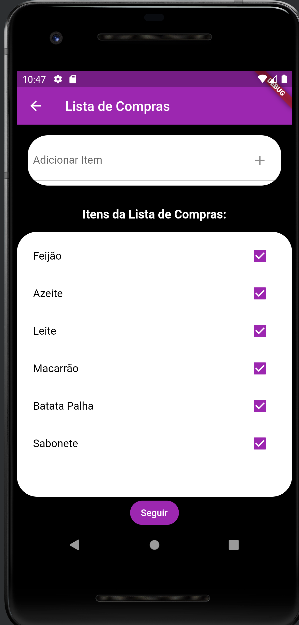 10:47
DEBUG
Lista de Compras
Adicionar Item
Itens da Lista de Compras:
Feijão
Azeite
Leite
Macarrão
Batata Palha
Sabonete
Seguir